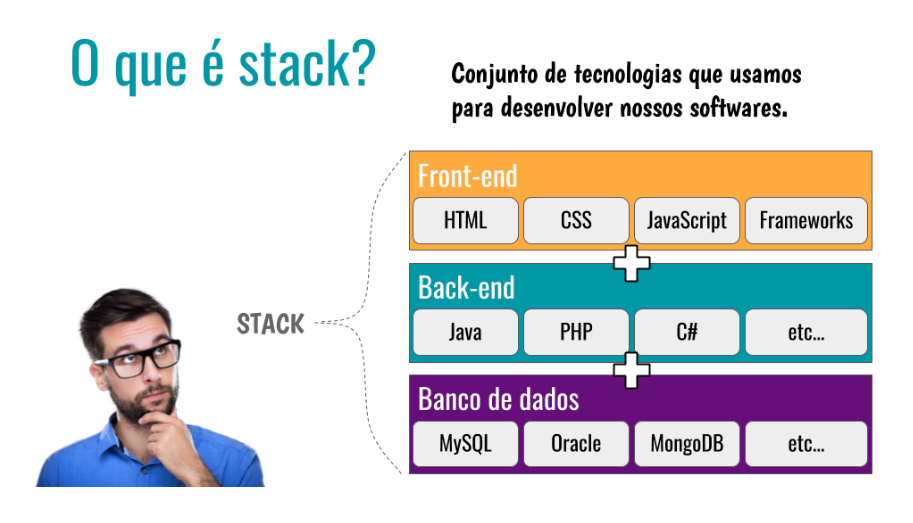 O que é stack?
Conjunto de tecnologias que usamos
para desenvolver nossos softwares.
Front-end
HTML
CSS
JavaScript
Frameworks
STACK
Back-end
Java
PHP
C#
etc...
Banco de dados
MySQL
Oracle
MongoDB
etc...